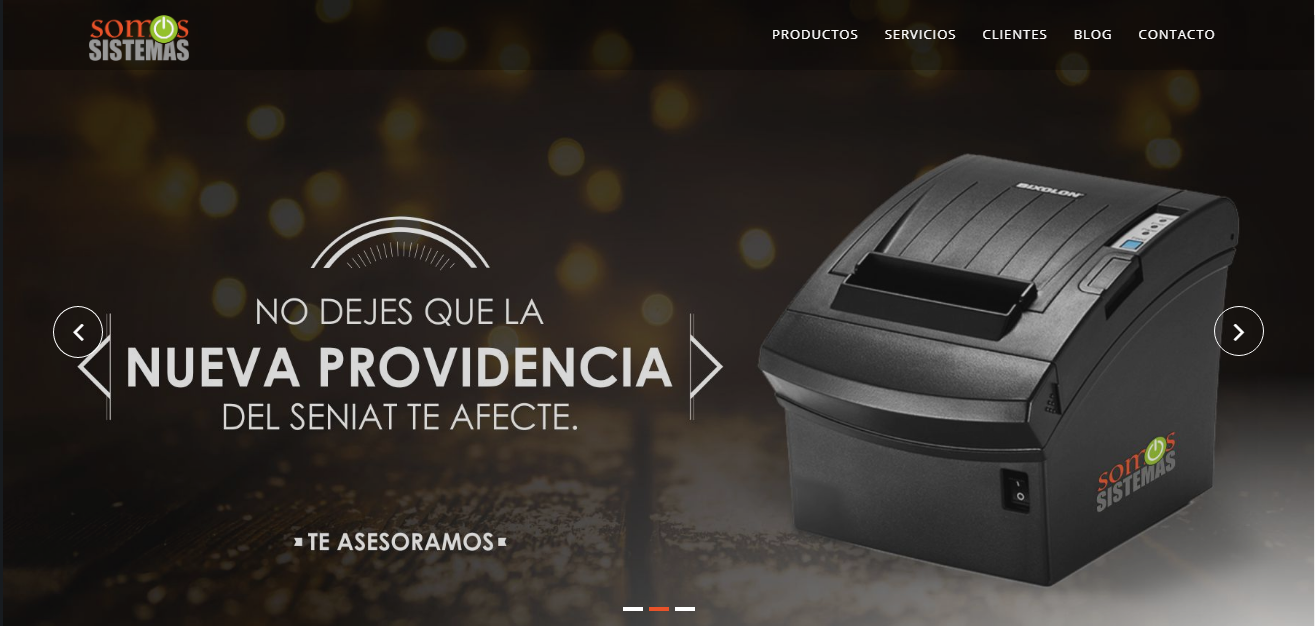 somos
SISTEMAS
PRODUCTOS SERVICIOS CLIENTES BLOG CONTACTO
BIXOLON
NO DEJES QUE LA
NUEVA PROVIDENCIA
DEL SENIAT TE AFECTE.
somos
SISTEMAS
TE ASESORAMOS